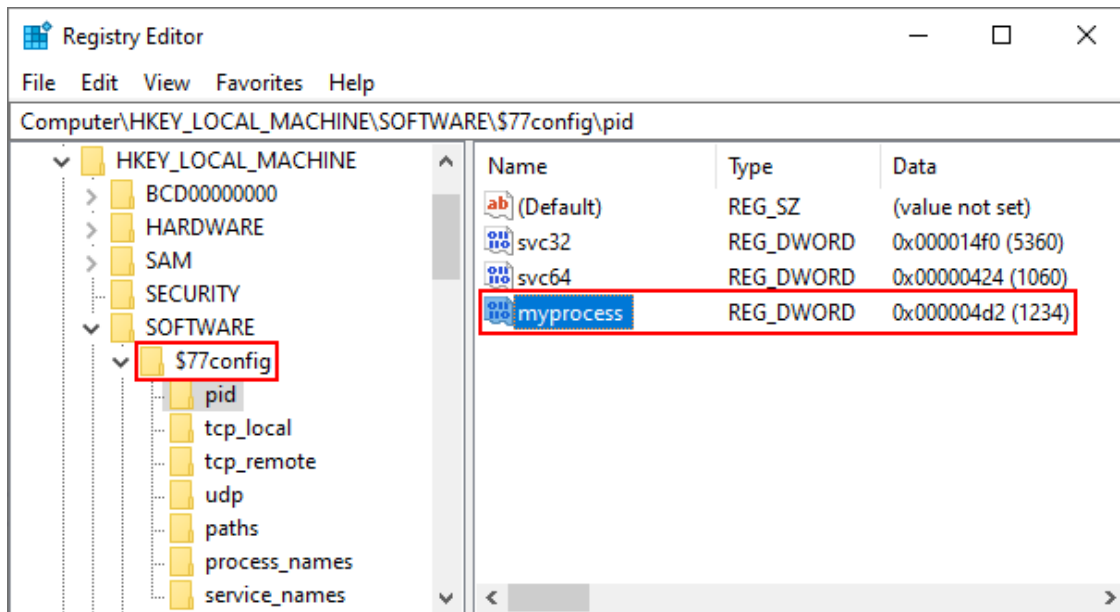 Registry Editor
File Edit View Favorites Help
Computer\HKEY_LOCAL_MACHINE\SOFTWARE\$77config\pid
HKEY_LOCAL_MACHINE
BCD00000000
HARDWARE
SAM
SECURITY
SOFTWARE
$77config
pid
tcp_local
tcp_remote
udp
paths
process_names
service_names
Name Type Data
ab (Default) REG_SZ (value not set)
svc32 REG_DWORD 0x000014f0 (5360)
svc64 REG_DWORD 0x00000424 (1060)
myprocess REG_DWORD 0x000004d2 (1234)